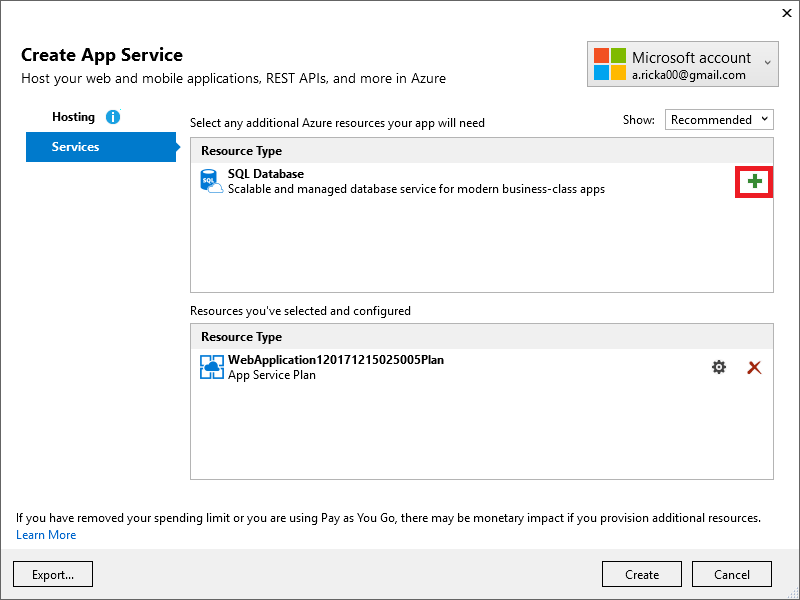 Create App Service
Host your web and mobile applications, REST APIs, and more in Azure
Microsoft account
a.ricka00@gmail.com
Hosting
i
Services
Select any additional Azure resources your app will need
Show:
Recommended
Resource Type
SQL
SQL Database
Scalable and managed database service for modern business-class apps
Resources you've selected and configured
Resource Type
WebApplication120171215025005Plan
App Service Plan
If you have removed your spending limit or you are using Pay as You Go, there may be monetary impact if you provision additional resources.
Learn More
Export...
Create
Cancel